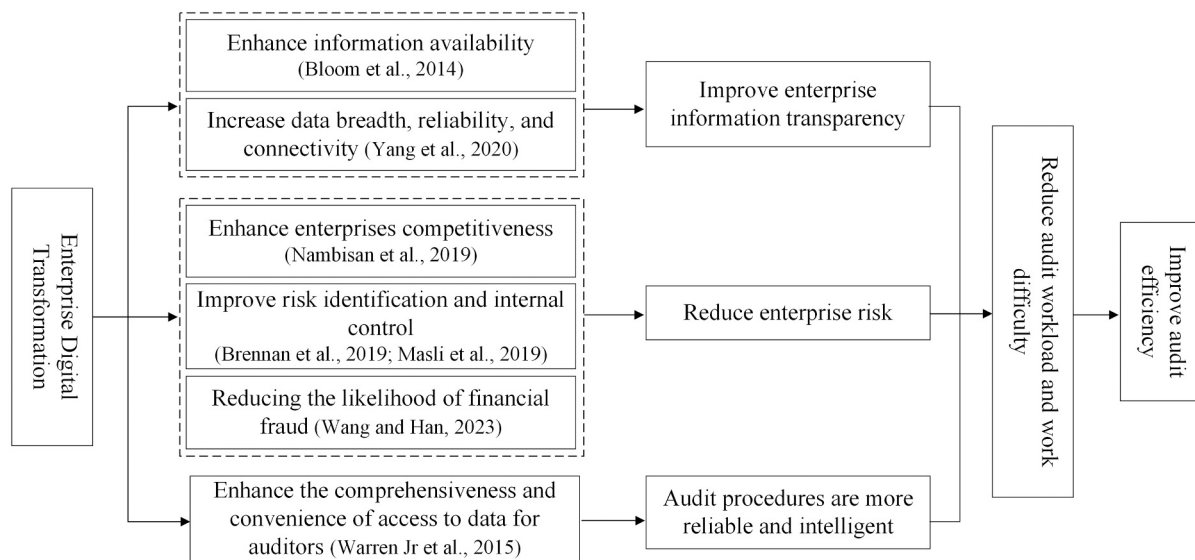 Enterprise Digital
Transformation
Enhance information availability
(Bloom et al., 2014)
Increase data breadth, reliability, and
connectivity (Yang et al., 2020)
Enhance enterprises competitiveness
(Nambisan et al., 2019)
Improve risk identification and internal
control
(Brennan et al., 2019; Masli et al., 2019)
Reducing the likelihood of financial
fraud (Wang and Han, 2023)
Enhance the comprehensiveness and
convenience of access to data for
auditors (Warren Jr et al., 2015)
Improve enterprise
information transparency
Reduce enterprise risk
Audit procedures are more
reliable and intelligent
Reduce audit workload and work
difficulty
Improve audit
efficiency